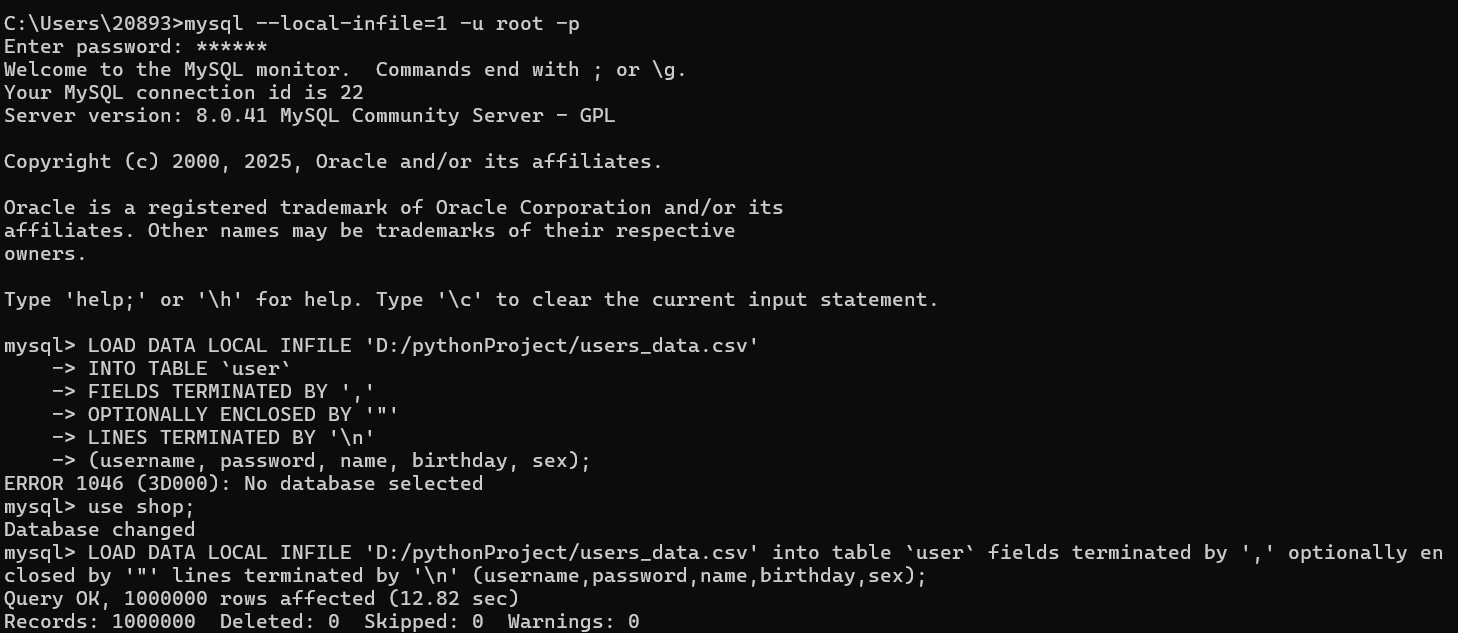 C:\Users\20893>mysql --local-infile=1 -u root -p
Enter password: ******
Welcome to the MySQL monitor.  Commands end with ; or \g.
Your MySQL connection id is 22
Server version: 8.0.41 MySQL Community Server - GPL

Copyright (c) 2000, 2025, Oracle and/or its affiliates.

Oracle is a registered trademark of Oracle Corporation and/or its
affiliates. Other names may be trademarks of their respective
owners.

Type 'help;' or '\h' for help. Type '\c' to clear the current input statement.

mysql> LOAD DATA LOCAL INFILE 'D:/pythonProject/users_data.csv'
    -> INTO TABLE `user`
    -> FIELDS TERMINATED BY ','
    -> OPTIONALLY ENCLOSED BY '"'
    -> LINES TERMINATED BY '\n'
    -> (username, password, name, birthday, sex);
ERROR 1046 (3D000): No database selected
mysql> use shop;
Database changed
mysql> LOAD DATA LOCAL INFILE 'D:/pythonProject/users_data.csv' into table `user` fields terminated by ',' optionally en
closed by '"' lines terminated by '\n' (username,password,name,birthday,sex);
Query OK, 1000000 rows affected (12.82 sec)
Records: 1000000  Deleted: 0  Skipped: 0  Warnings: 0